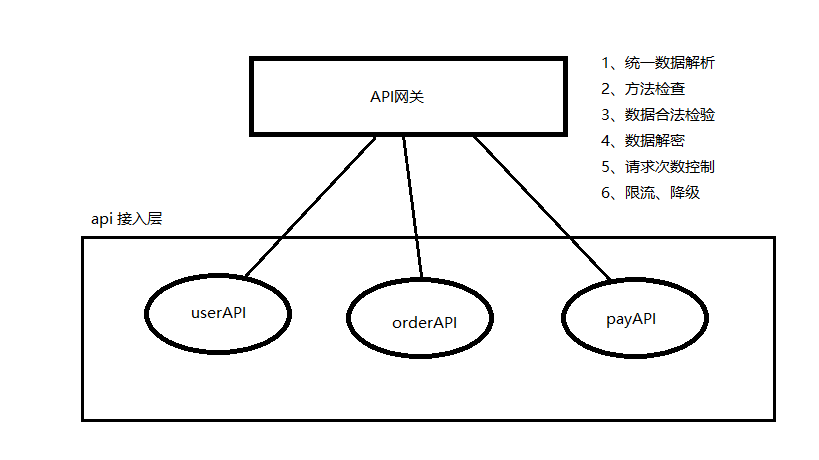 API网关
1、统一数据解析
2、方法检查
3、数据合法检验
4、数据解密
5、请求次数控制
6、限流、降级
api 接入层
userAPI
orderAPI
payAPI